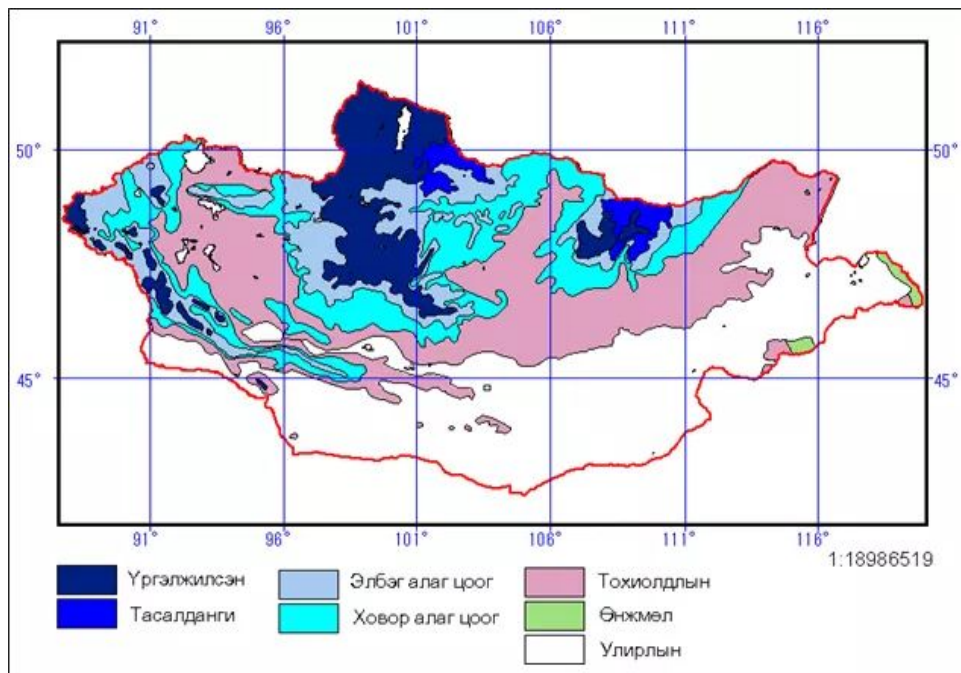 91° 96° 101° 106° 111° 116°
50° 50°
45° 45°
91° 96° 101° 106° 111° 116°
1:18986519
Үргэлжилсэн Элбэг алаг цоог Тохиолдлын
Тасалданги Ховор алаг цоог Өнжмөл
Улирлын